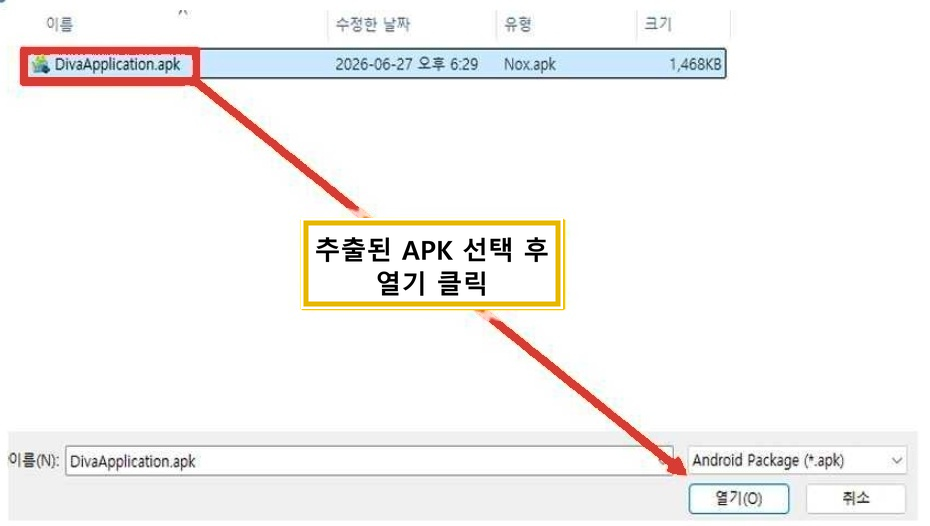 이름 수정한 날짜 유형 크기
DivaApplication.apk 2026-06-27 오후 6:29 Nox.apk 1,468KB
추출된 APK 선택 후
열기 클릭
이름(N): DivaApplication.apk Android Package (*.apk)
열기(O) 취소